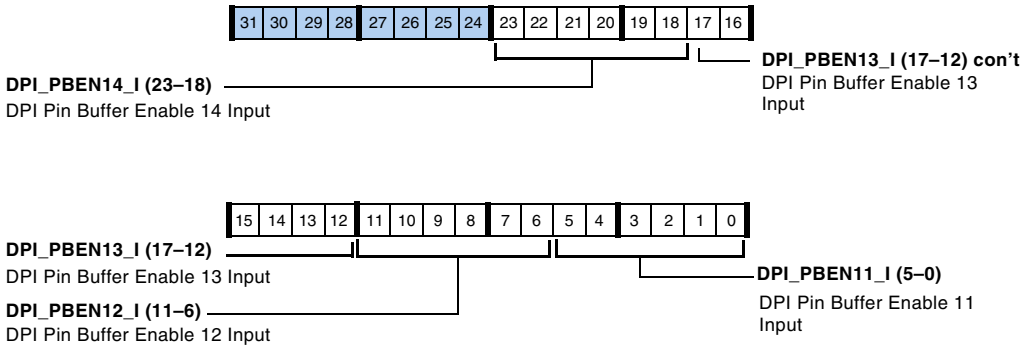 31 30 29 28 27 26 25 24 23 22 21 20 19 18 17 16
DPI_PBEN13_I (17–12) con't
DPI Pin Buffer Enable 13
Input
DPI_PBEN14_I (23–18)
DPI Pin Buffer Enable 14 Input
15 14 13 12 11 10 9 8 7 6 5 4 3 2 1 0
DPI_PBEN13_I (17–12)
DPI Pin Buffer Enable 13 Input
DPI_PBEN12_I (11–6)
DPI Pin Buffer Enable 12 Input
DPI_PBEN11_I (5–0)
DPI Pin Buffer Enable 11
Input